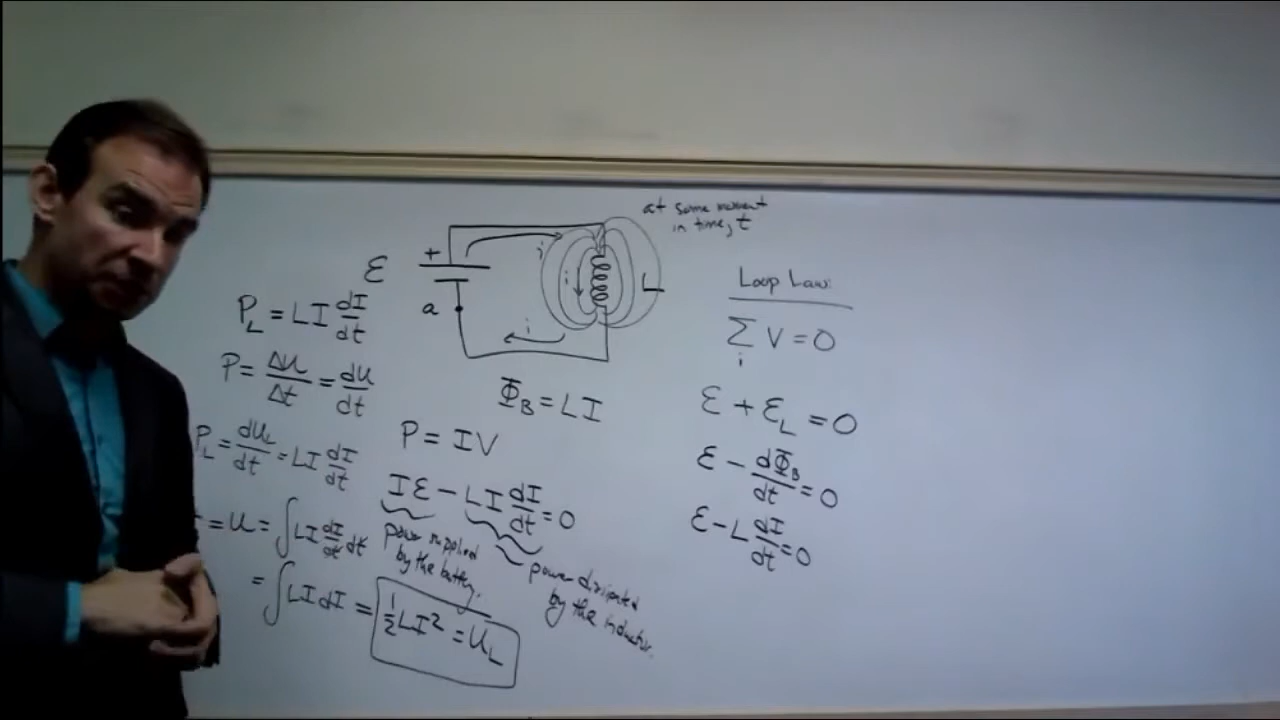 at some moment
in time, t
+
ε
i
i
L
a
i
Loop Law:
∑ᵢ V = 0
ε + ε_L = 0
ε - dΦ_B/dt = 0
ε - L dI/dt = 0
Φ_B = LI
P = IV
Iε - LI dI/dt = 0
power supplied
by the battery.
power dissipated
by the inductor.
P_L = LI dI/dt
P = ΔU/Δt = dU/dt
P_L = dU_L/dt = LI dI/dt
= U = ∫LI dI/dt dt
= ∫LI dI = ½LI² = U_L